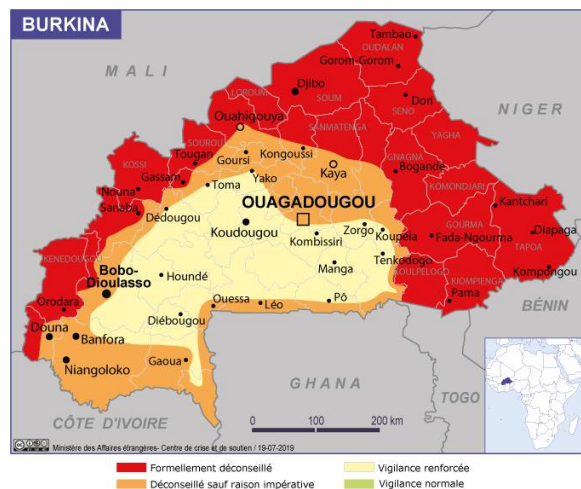 BURKINA
Tambao
OUDALAN
Gorom-Gorom
MALI
Djibo
LOROUM
SOUM
Dori
SENO
NIGER
Ouahigouya
SANMATENGA
YAGHA
SOUROU
Tougan
Goursi
Kongoussi
GNAGNA
KOSSI
Gassam
Yako
Kaya
Bogandé
KOMONDJARI
Nouna
Toma
Sanaba
Dédougou
OUAGADOUGOU
Kantchari
Koudougou
Zorgo
Koupéla
GOURMA
Diapaga
Kombissiri
Fada-Ngourma
TAPOA
KENEDOUGOU
Tenkodogo
Bobo-
Dioulasso
Houndé
Manga
KOULPELOGO
KOMPIENGA
Kompongou
Orodara
Ouessa
Léo
Pô
Pama
Douna
Diébougou
BÉNIN
Banfora
Niangoloko
Gaoua
GHANA
TOGO
CÔTE D'IVOIRE
0
100
200 km
Ministère des Affaires étrangères- Centre de crise et de soutien / 19-07-2019
Formellement déconseillé
Vigilance renforcée
Déconseillé sauf raison impérative
Vigilance normale